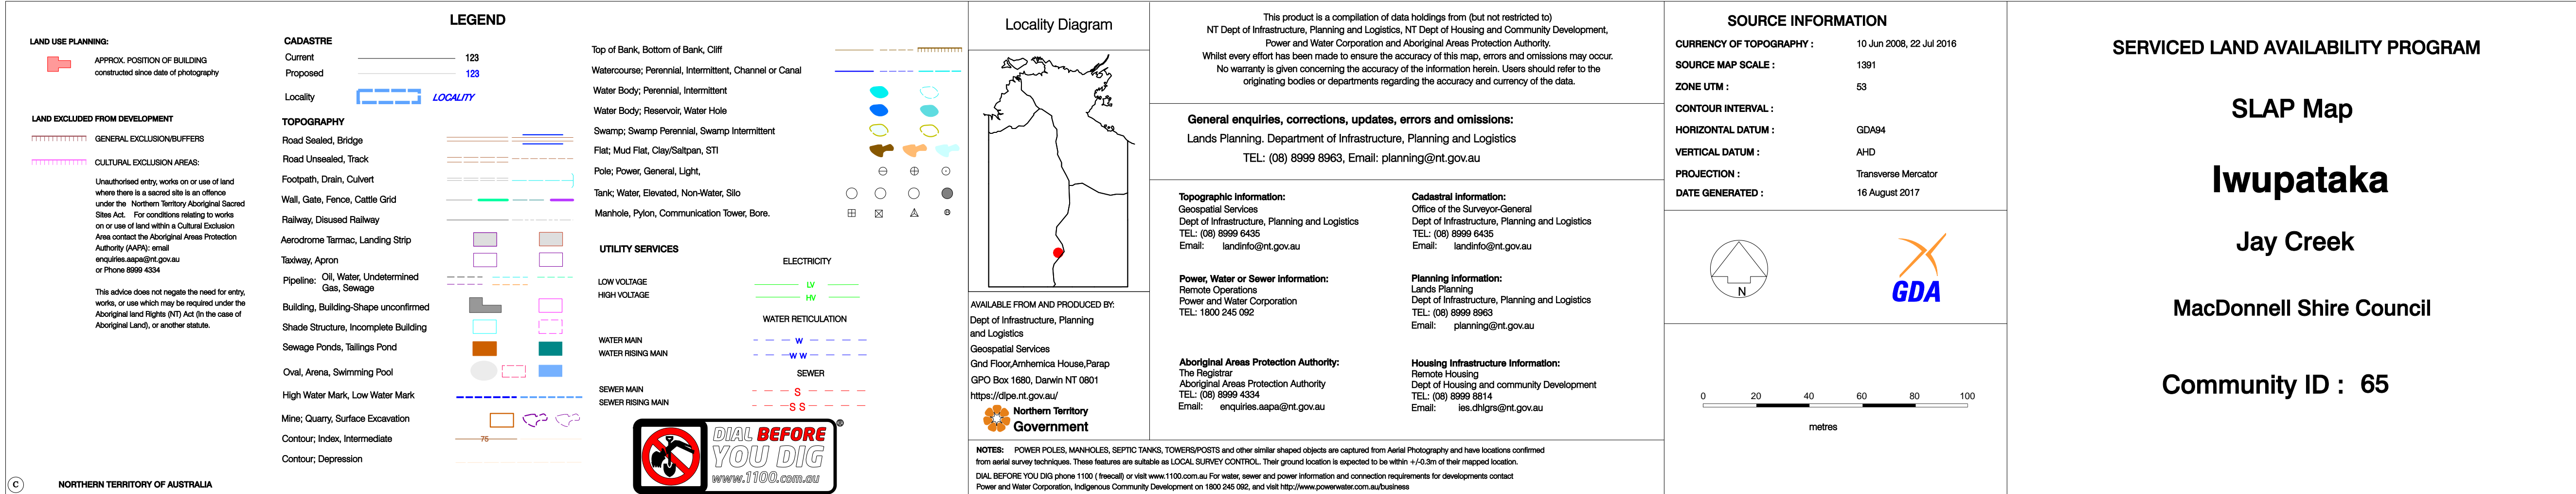 LEGEND
LAND USE PLANNING:
APPROX. POSITION OF BUILDING
constructed since date of photography
LAND EXCLUDED FROM DEVELOPMENT
GENERAL EXCLUSION/BUFFERS
CULTURAL EXCLUSION AREAS:
Unauthorised entry, works on or use of land
where there is a sacred site is an offence
under the Northern Territory Aboriginal Sacred
Sites Act. For conditions relating to works
on or use of land within a Cultural Exclusion
Area contact the Aboriginal Areas Protection
Authority (AAPA): email
enquiries.aapa@nt.gov.au
or Phone 8999 4334
This advice does not negate the need for entry,
works, or use which may be required under the
Aboriginal land Rights (NT) Act (in the case of
Aboriginal Land), or another statute.
C
NORTHERN TERRITORY OF AUSTRALIA
CADASTRE
Current 123
Proposed 123
Locality LOCALITY
TOPOGRAPHY
Road Sealed, Bridge
Road Unsealed, Track
Footpath, Drain, Culvert
Wall, Gate, Fence, Cattle Grid
Railway, Disused Railway
Aerodrome Tarmac, Landing Strip
Taxiway, Apron
Pipeline: Oil, Water, Undetermined
Gas, Sewage
Building, Building-Shape unconfirmed
Shade Structure, Incomplete Building
Sewage Ponds, Tailings Pond
Oval, Arena, Swimming Pool
High Water Mark, Low Water Mark
Mine; Quarry, Surface Excavation
Contour; Index, Intermediate 75
Contour; Depression
Top of Bank, Bottom of Bank, Cliff
Watercourse; Perennial, Intermittent, Channel or Canal
Water Body; Perennial, Intermittent
Water Body; Reservoir, Water Hole
Swamp; Swamp Perennial, Swamp Intermittent
Flat; Mud Flat, Clay/Saltpan, STI
Pole; Power, General, Light,
Tank; Water, Elevated, Non-Water, Silo
Manhole, Pylon, Communication Tower, Bore.
UTILITY SERVICES
ELECTRICITY
LOW VOLTAGE LV
HIGH VOLTAGE HV
WATER RETICULATION
WATER MAIN W
WATER RISING MAIN W W
SEWER
SEWER MAIN S
SEWER RISING MAIN S S
DIAL BEFORE ®
YOU DIG
www.1100.com.au
Locality Diagram
AVAILABLE FROM AND PRODUCED BY:
Dept of Infrastructure, Planning
and Logistics
Geospatial Services
Gnd Floor,Arnhemica House,Parap
GPO Box 1680, Darwin NT 0801
https://dlpe.nt.gov.au/
Northern Territory
Government
This product is a compilation of data holdings from (but not restricted to)
NT Dept of Infrastructure, Planning and Logistics, NT Dept of Housing and Community Development,
Power and Water Corporation and Aboriginal Areas Protection Authority.
Whilst every effort has been made to ensure the accuracy of this map, errors and omissions may occur.
No warranty is given concerning the accuracy of the information herein. Users should refer to the
originating bodies or departments regarding the accuracy and currency of the data.
General enquiries, corrections, updates, errors and omissions:
Lands Planning. Department of Infrastructure, Planning and Logistics
TEL: (08) 8999 8963, Email: planning@nt.gov.au
Topographic information:
Geospatial Services
Dept of Infrastructure, Planning and Logistics
TEL: (08) 8999 6435
Email: landinfo@nt.gov.au
Cadastral information:
Office of the Surveyor-General
Dept of Infrastructure, Planning and Logistics
TEL: (08) 8999 6435
Email: landinfo@nt.gov.au
Power, Water or Sewer information:
Remote Operations
Power and Water Corporation
TEL: 1800 245 092
Planning information:
Lands Planning
Dept of Infrastructure, Planning and Logistics
TEL: (08) 8999 8963
Email: planning@nt.gov.au
Aboriginal Areas Protection Authority:
The Registrar
Aboriginal Areas Protection Authority
TEL: (08) 8999 4334
Email: enquiries.aapa@nt.gov.au
Housing Infrastructure Information:
Remote Housing
Dept of Housing and community Development
TEL: (08) 8999 8814
Email: ies.dhlgrs@nt.gov.au
NOTES: POWER POLES, MANHOLES, SEPTIC TANKS, TOWERS/POSTS and other similar shaped objects are captured from Aerial Photography and have locations confirmed
from aerial survey techniques. These features are suitable as LOCAL SURVEY CONTROL. Their ground location is expected to be within +/-0.3m of their mapped location.
DIAL BEFORE YOU DIG phone 1100 ( freecall) or visit www.1100.com.au For water, sewer and power information and connection requirements for developments contact
Power and Water Corporation, Indigenous Community Development on 1800 245 092, and visit http://www.powerwater.com.au/business
SOURCE INFORMATION
CURRENCY OF TOPOGRAPHY : 10 Jun 2008, 22 Jul 2016
SOURCE MAP SCALE : 1391
ZONE UTM : 53
CONTOUR INTERVAL :
HORIZONTAL DATUM : GDA94
VERTICAL DATUM : AHD
PROJECTION : Transverse Mercator
DATE GENERATED : 16 August 2017
N
GDA
0 20 40 60 80 100
metres
SERVICED LAND AVAILABILITY PROGRAM
SLAP Map
Iwupataka
Jay Creek
MacDonnell Shire Council
Community ID : 65